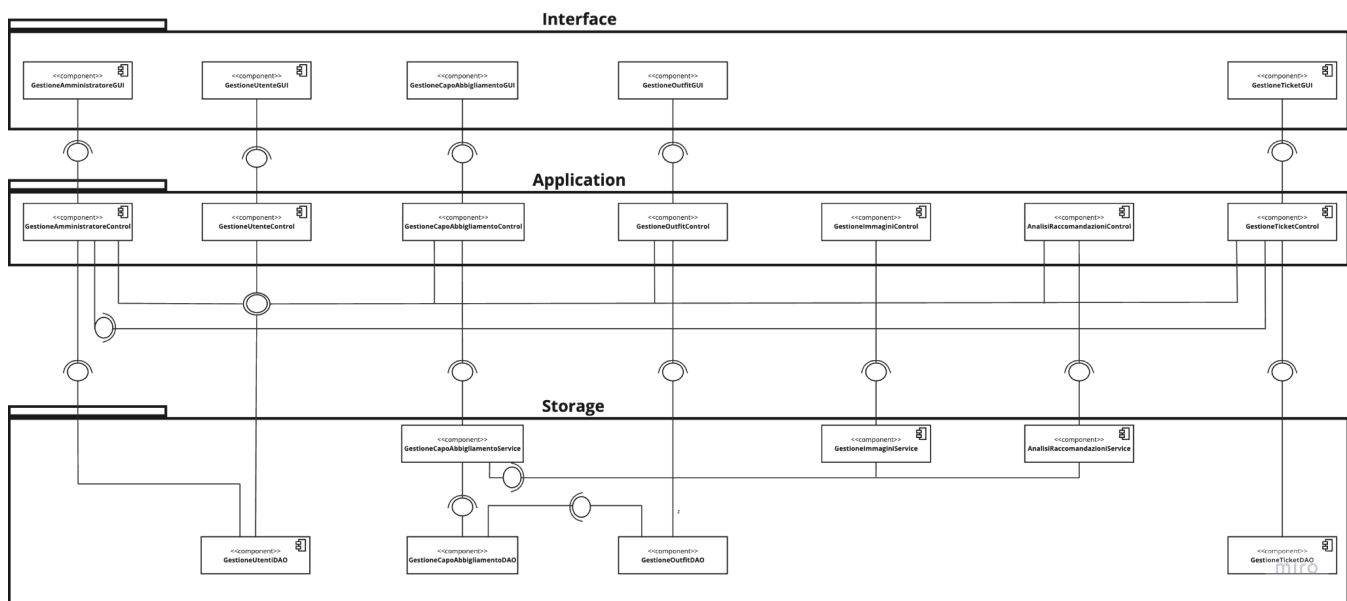 Interface
<<component>>
GestioneAmministratoreGUI
<<component>>
GestioneUtenteGUI
<<component>>
GestioneCapoAbbigliamentoGUI
<<component>>
GestioneOutfitGUI
<<component>>
GestioneTicketGUI
Application
<<component>>
GestioneAmministratoreControl
<<component>>
GestioneUtenteControl
<<component>>
GestioneCapoAbbigliamentoControl
<<component>>
GestioneOutfitControl
<<component>>
GestioneImmaginiControl
<<component>>
AnalisiRaccomandazioniControl
<<component>>
GestioneTicketControl
Storage
<<component>>
GestioneCapoAbbigliamentoService
<<component>>
GestioneImmaginiService
<<component>>
AnalisiRaccomandazioniService
<<component>>
GestioneUtentiDAO
<<component>>
GestioneCapoAbbigliamentoDAO
<<component>>
GestioneOutfitDAO
<<component>>
GestioneTicketDAO
miro